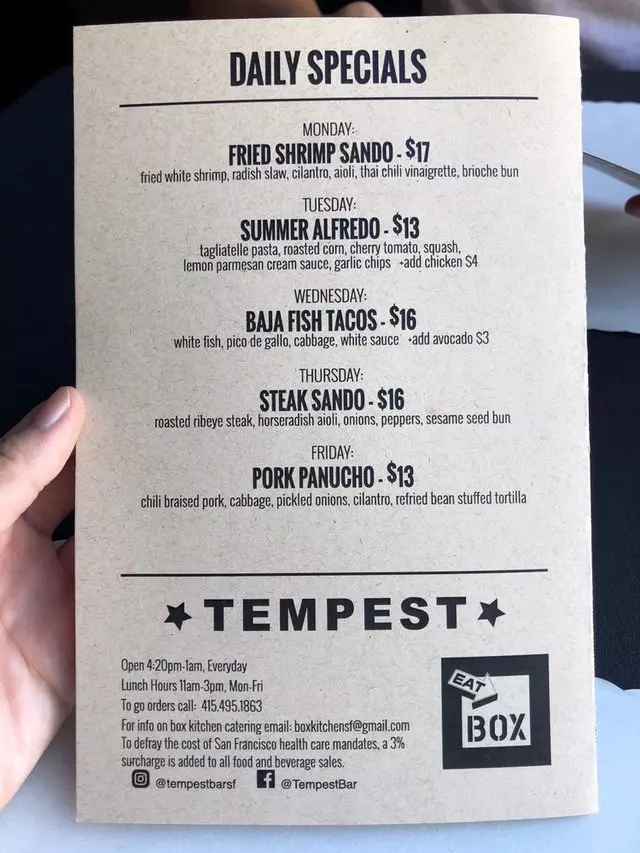 DAILY SPECIALS
MONDAY:
FRIED SHRIMP SANDO - $17
fried white shrimp, radish slaw, cilantro, aioli, thai chili vinaigrette, brioche bun
TUESDAY:
SUMMER ALFREDO - $13
tagliatelle pasta, roasted corn, cherry tomato, squash,
lemon parmesan cream sauce, garlic chips +add chicken $4
WEDNESDAY:
BAJA FISH TACOS - $16
white fish, pico de gallo, cabbage, white sauce +add avocado $3
THURSDAY:
STEAK SANDO - $16
roasted ribeye steak, horseradish aioli, onions, peppers, sesame seed bun
FRIDAY:
PORK PANUCHO - $13
chili braised pork, cabbage, pickled onions, cilantro, refried bean stuffed tortilla
★ TEMPEST ★
Open 4:20pm-1am, Everyday
Lunch Hours 11am-3pm, Mon-Fri
To go orders call: 415.495.1863
For info on box kitchen catering email: boxkitchensf@gmail.com
To defray the cost of San Francisco health care mandates, a 3%
surcharge is added to all food and beverage sales.
@tempestbarsf @TempestBar
EAT
BOX